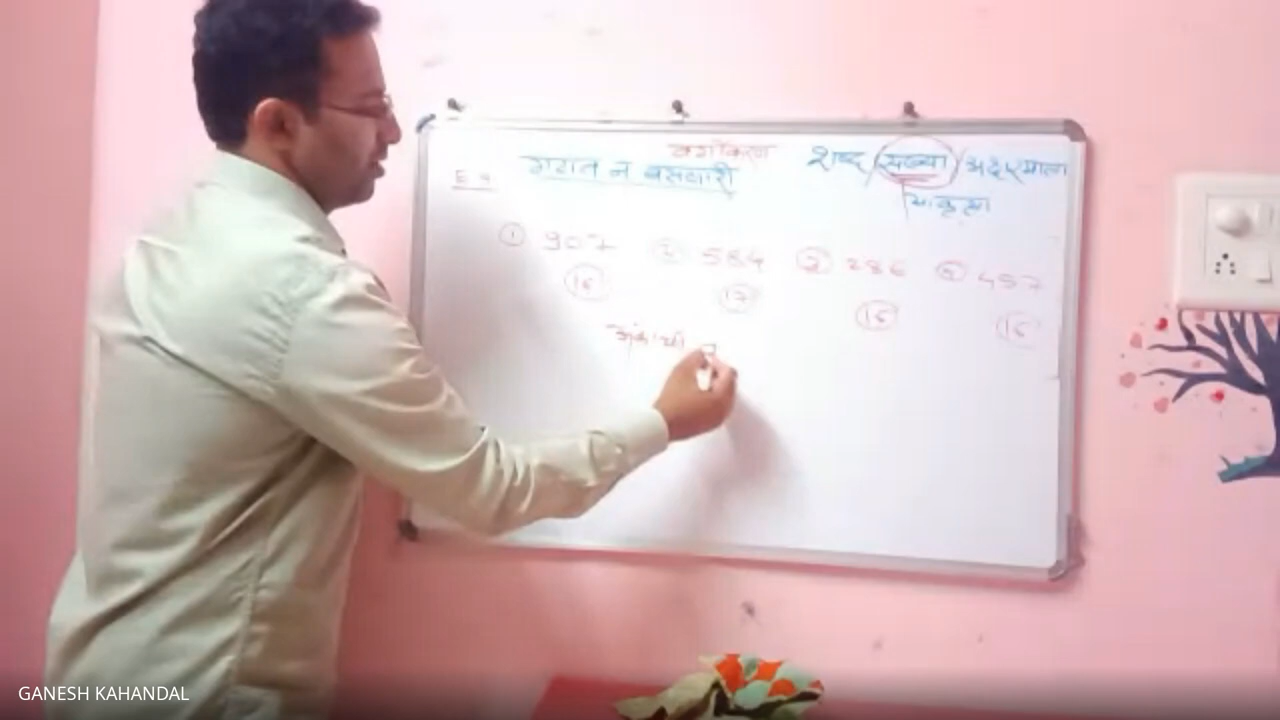 वर्गीकरण
शब्द / संख्या / अक्षरमाला
गटात न बसणारी
E.g.
आकृत्या
① 907 ② 584 ③ 286 ④ 457
16 17 16 16
अंकांची
GANESH KAHANDAL